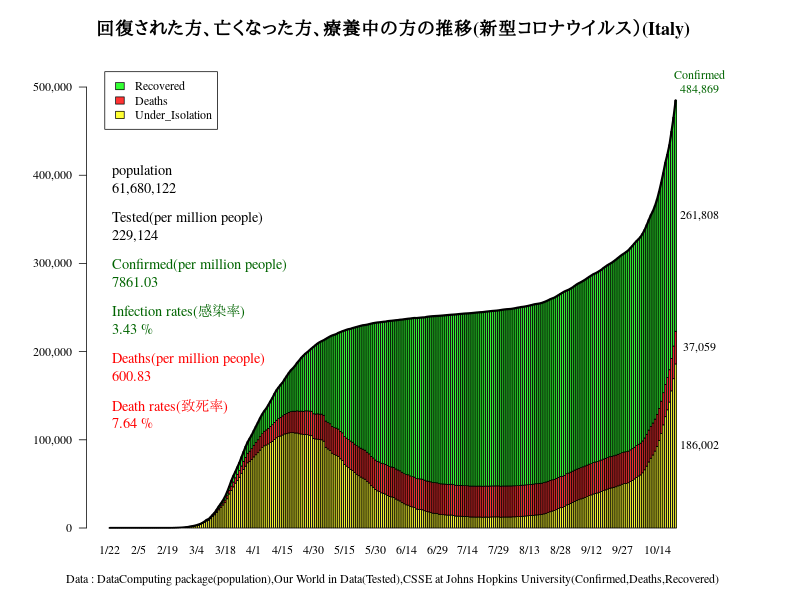 回復された方、亡くなった方、療養中の方の推移(新型コロナウイルス）(Italy)
Confirmed
484,869
500,000
Recovered
Deaths
Under_Isolation
400,000
population
61,680,122
261,808
Tested(per million people)
229,124
300,000
Confirmed(per million people)
7861.03
Infection rates(感染率)
3.43 %
37,059
200,000
Deaths(per million people)
600.83
Death rates(致死率)
7.64 %
186,002
100,000
0
1/22 2/5 2/19 3/4 3/18 4/1 4/15 4/30 5/15 5/30 6/14 6/29 7/14 7/29 8/13 8/28 9/12 9/27 10/14
Data : DataComputing package(population),Our World in Data(Tested),CSSE at Johns Hopkins University(Confirmed,Deaths,Recovered)